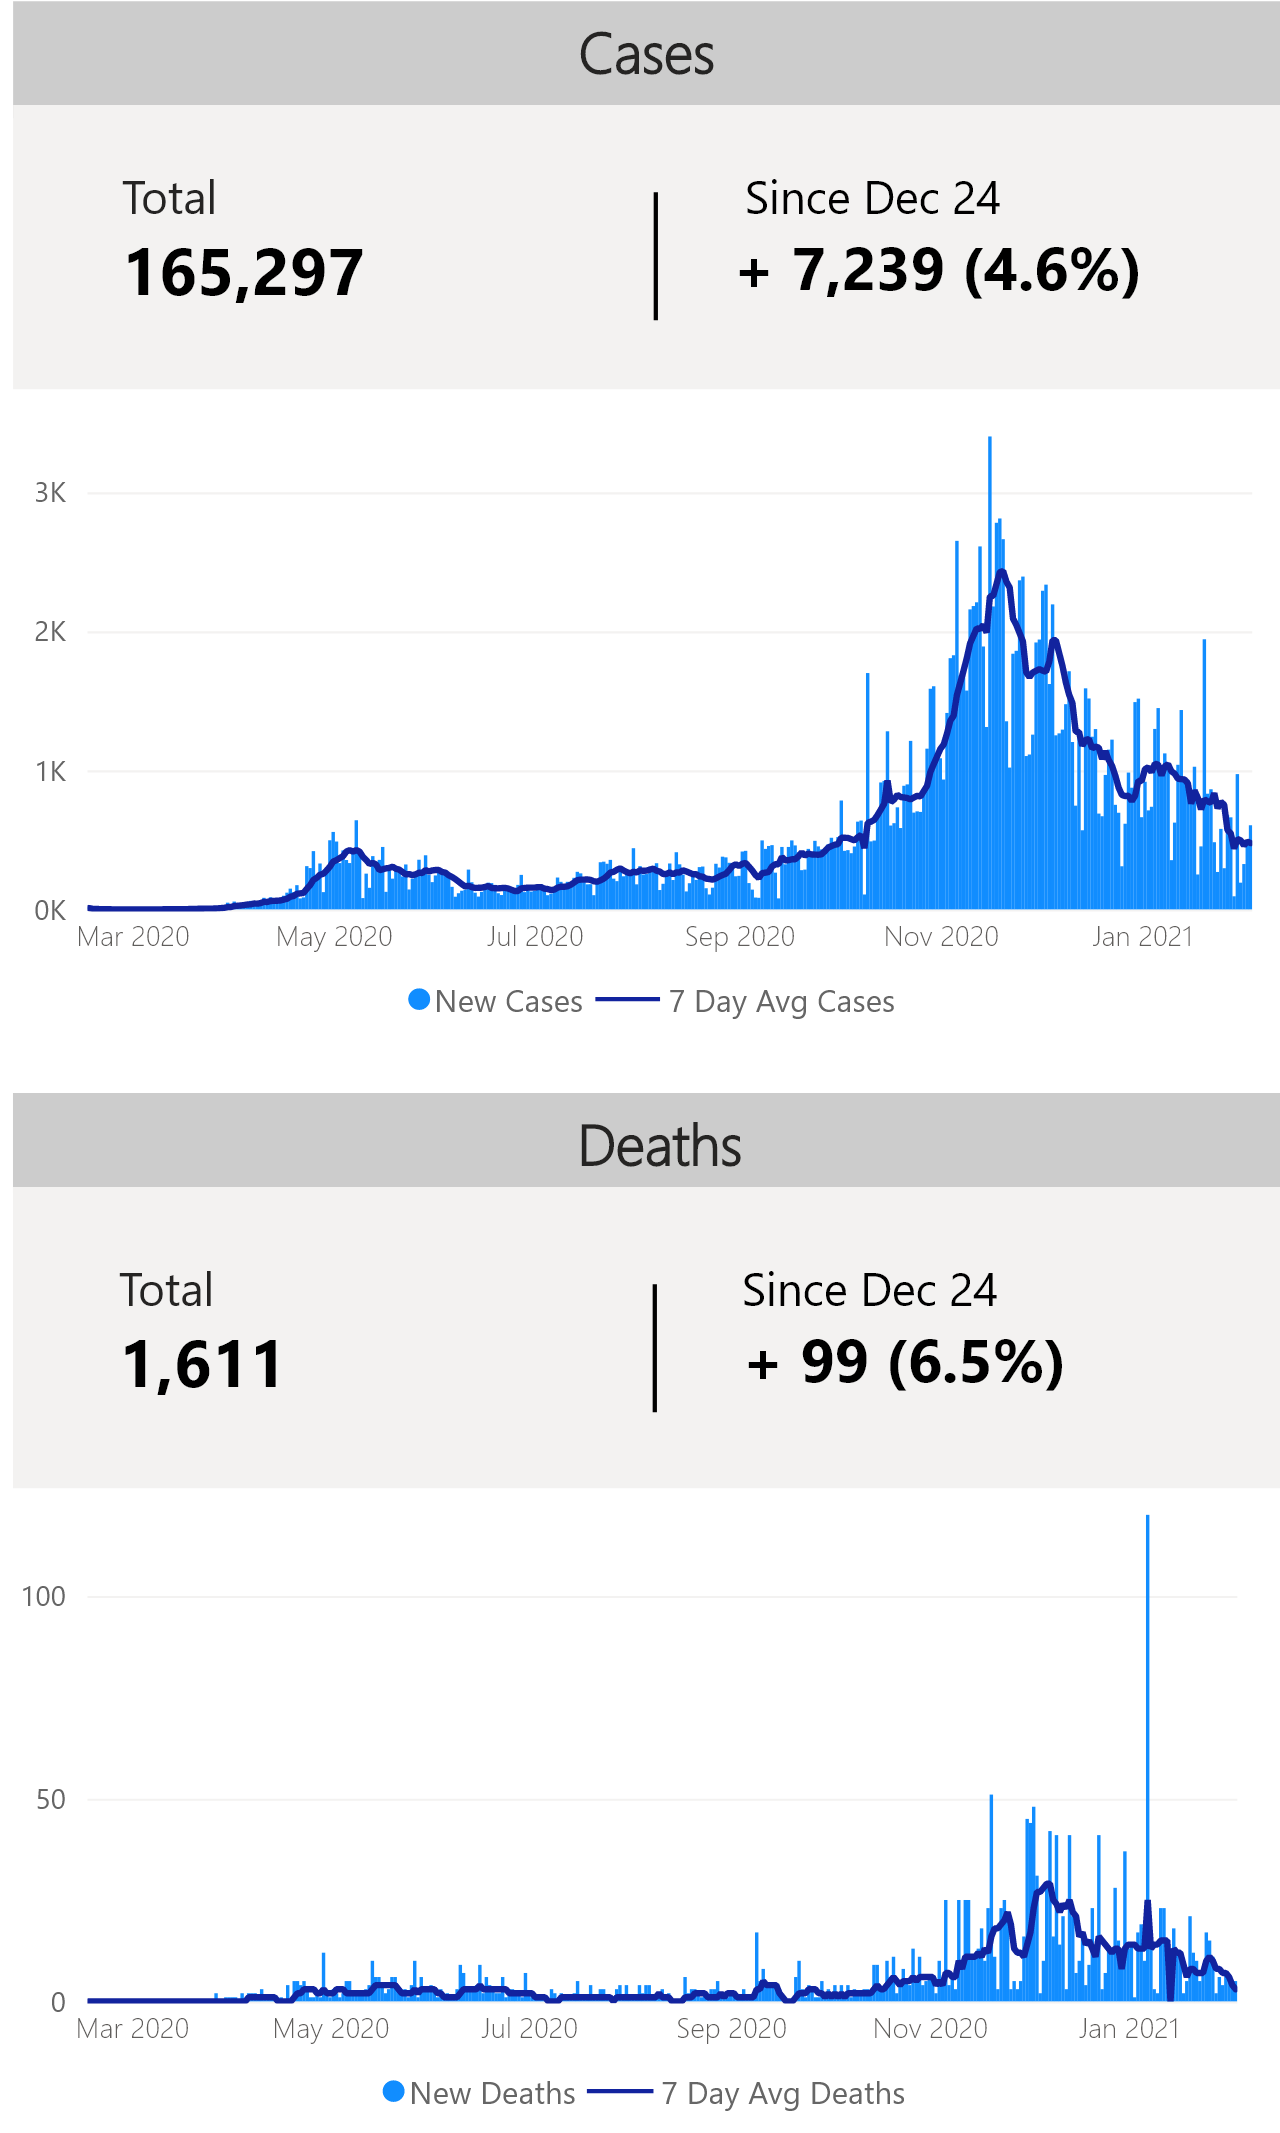 Cases
Total
Since Dec 24
165,297
+ 7,239 (4.6%)
3K
2K
1K
0K
Mar 2020 May 2020 Jul 2020 Sep 2020 Nov 2020 Jan 2021
New Cases 7 Day Avg Cases
Deaths
Total
Since Dec 24
1,611
+ 99 (6.5%)
100
50
0
Mar 2020 May 2020 Jul 2020 Sep 2020 Nov 2020 Jan 2021
New Deaths 7 Day Avg Deaths